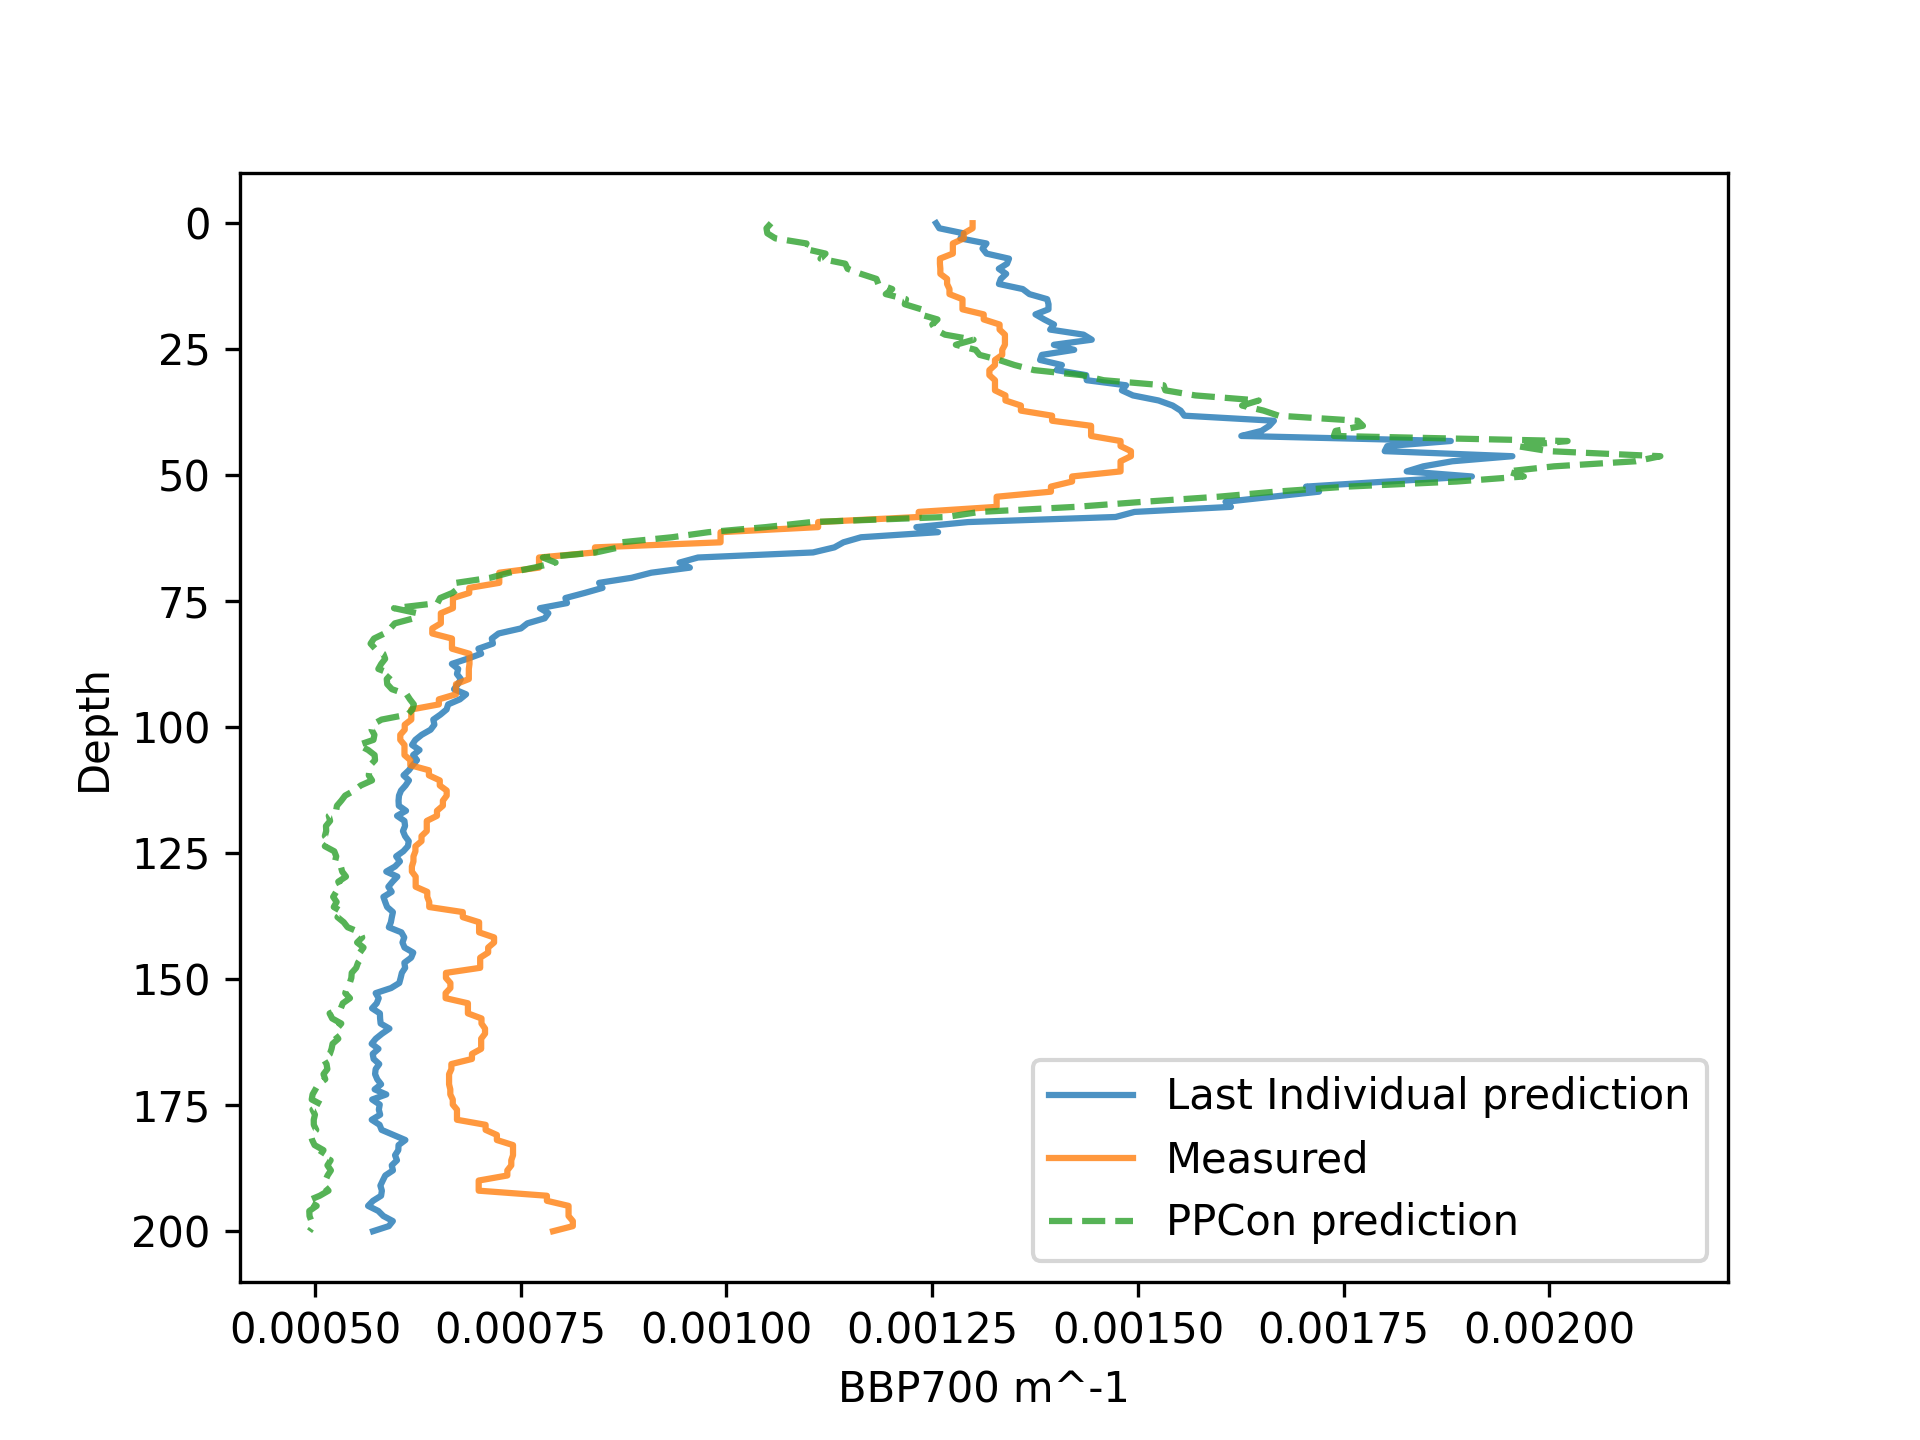 0
25
50
75
100
125
150
175
200
Depth
0.00050 0.00075 0.00100 0.00125 0.00150 0.00175 0.00200
BBP700 m^-1
Last Individual prediction
Measured
PPCon prediction